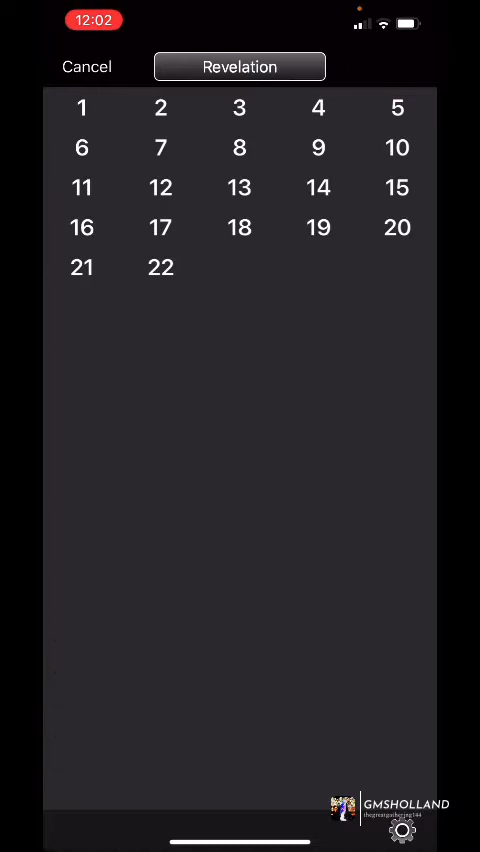 12:02
Cancel
Revelation
1 2 3 4 5
6 7 8 9 10
11 12 13 14 15
16 17 18 19 20
21 22
GMSHOLLAND
thegreatgathering144